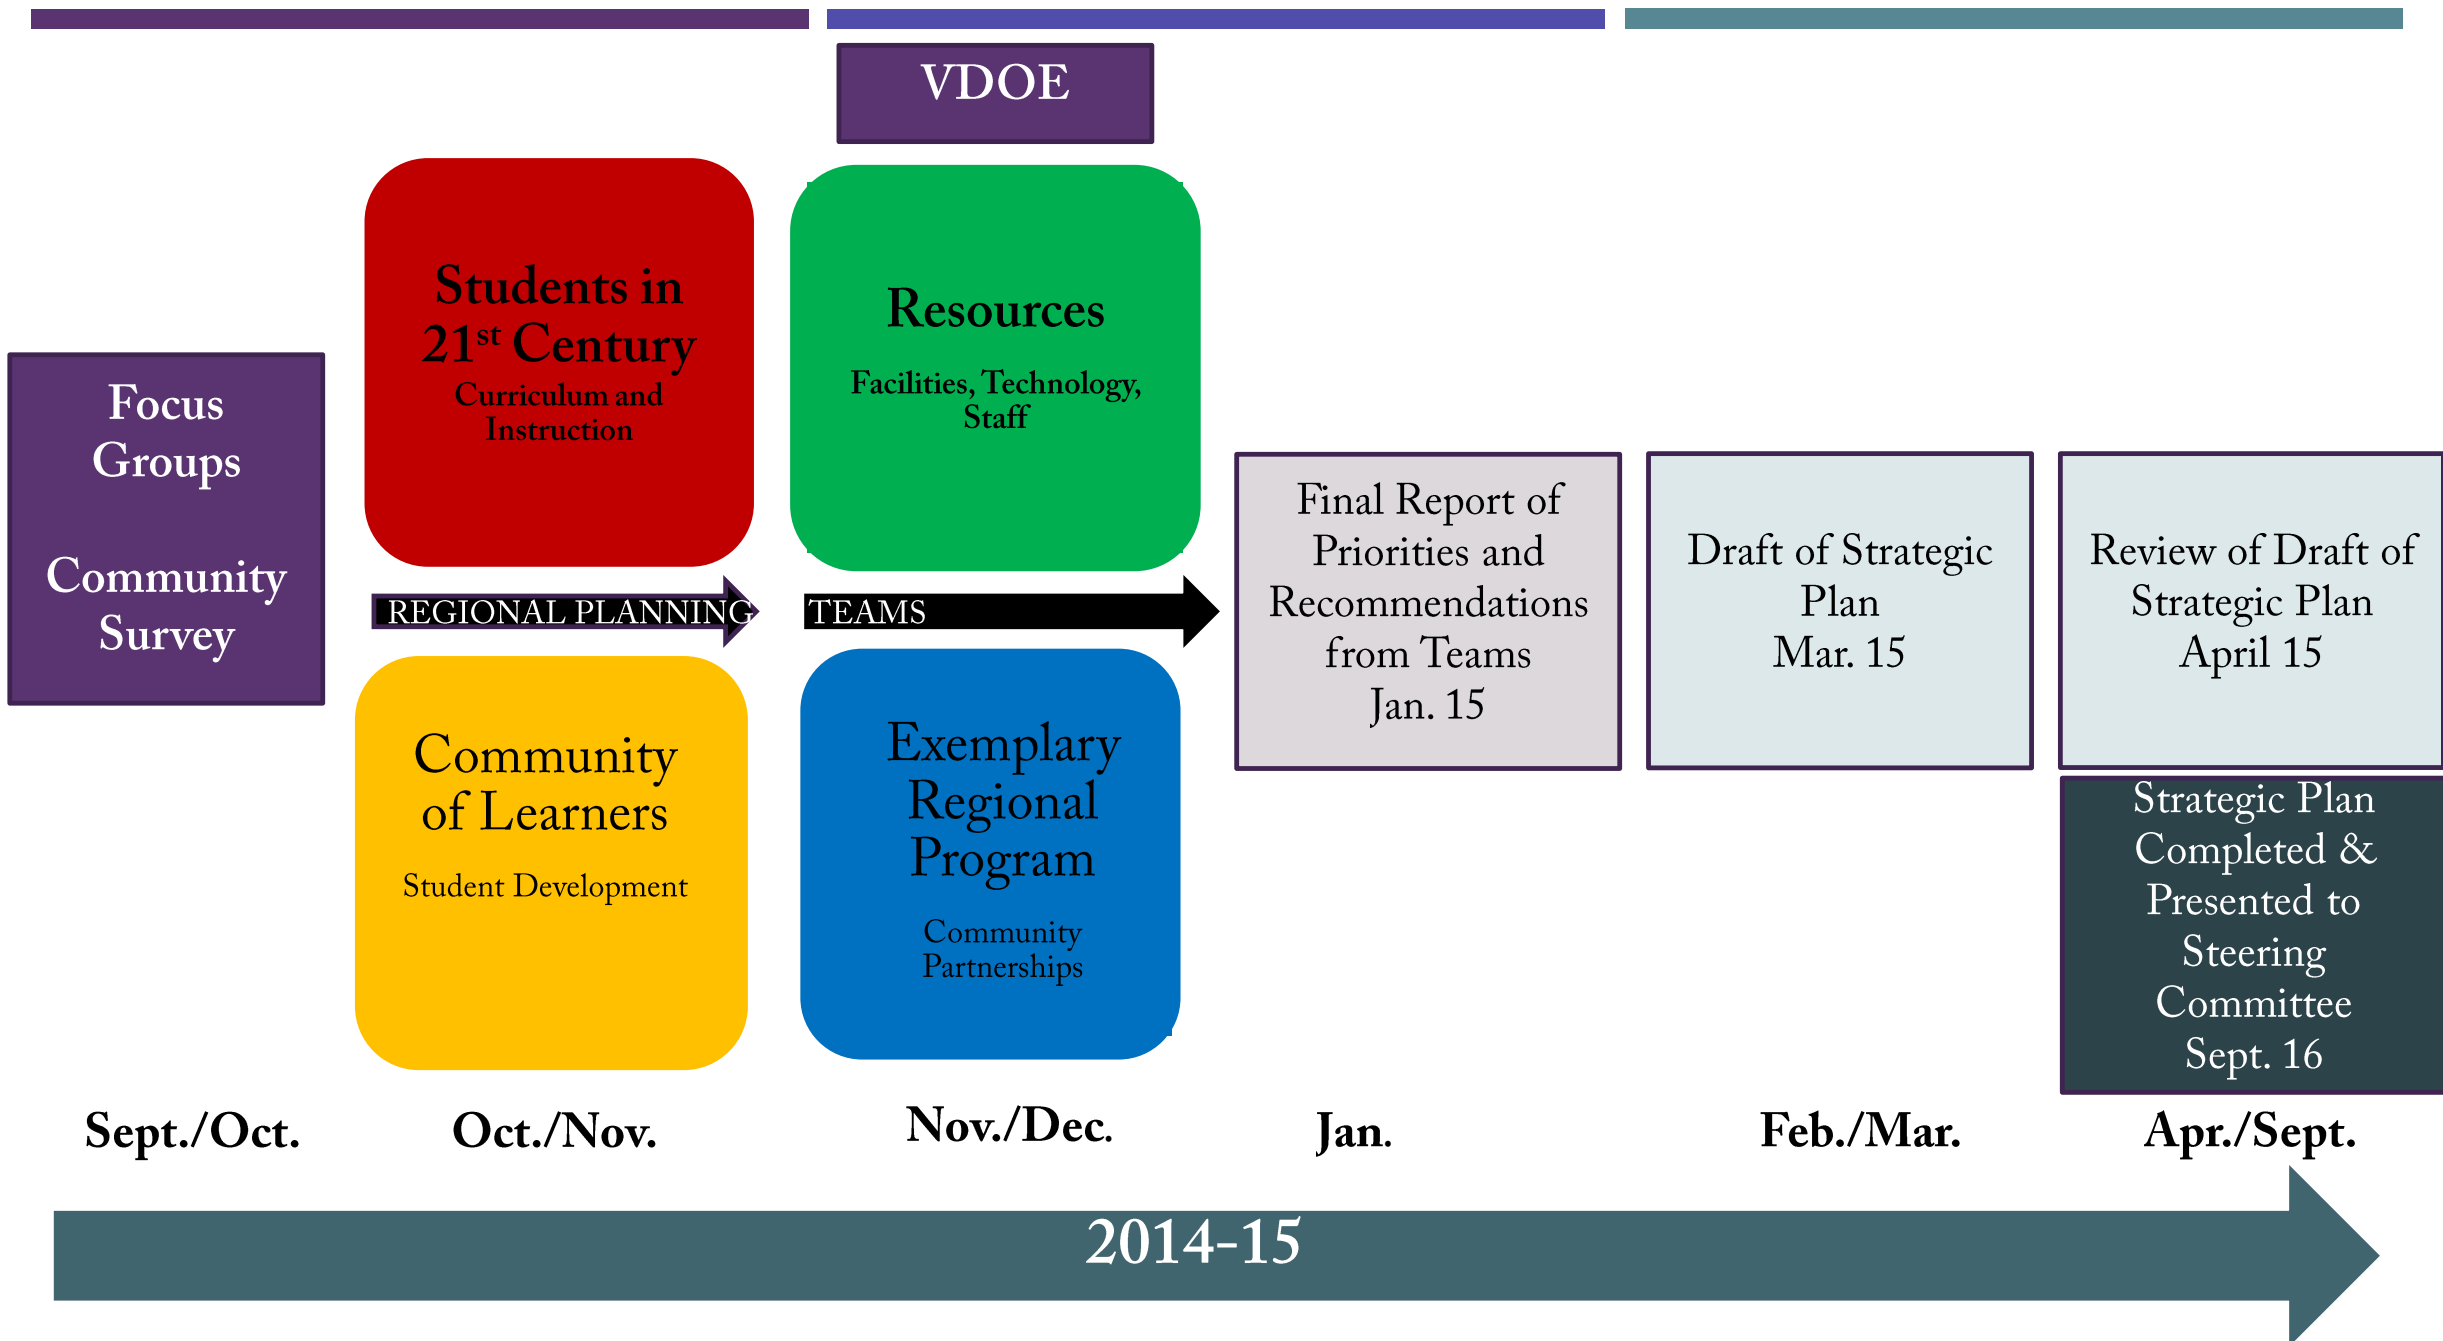 VDOE
Focus
Groups
Community
Survey
Students in
21st Century
Curriculum and
Instruction
Resources
Facilities, Technology,
Staff
REGIONAL PLANNING
TEAMS
Community
of Learners
Student Development
Exemplary
Regional
Program
Community
Partnerships
Final Report of
Priorities and
Recommendations
from Teams
Jan. 15
Draft of Strategic
Plan
Mar. 15
Review of Draft of
Strategic Plan
April 15
Strategic Plan
Completed &
Presented to
Steering
Committee
Sept. 16
Sept./Oct.
Oct./Nov.
Nov./Dec.
Jan.
Feb./Mar.
Apr./Sept.
2014-15